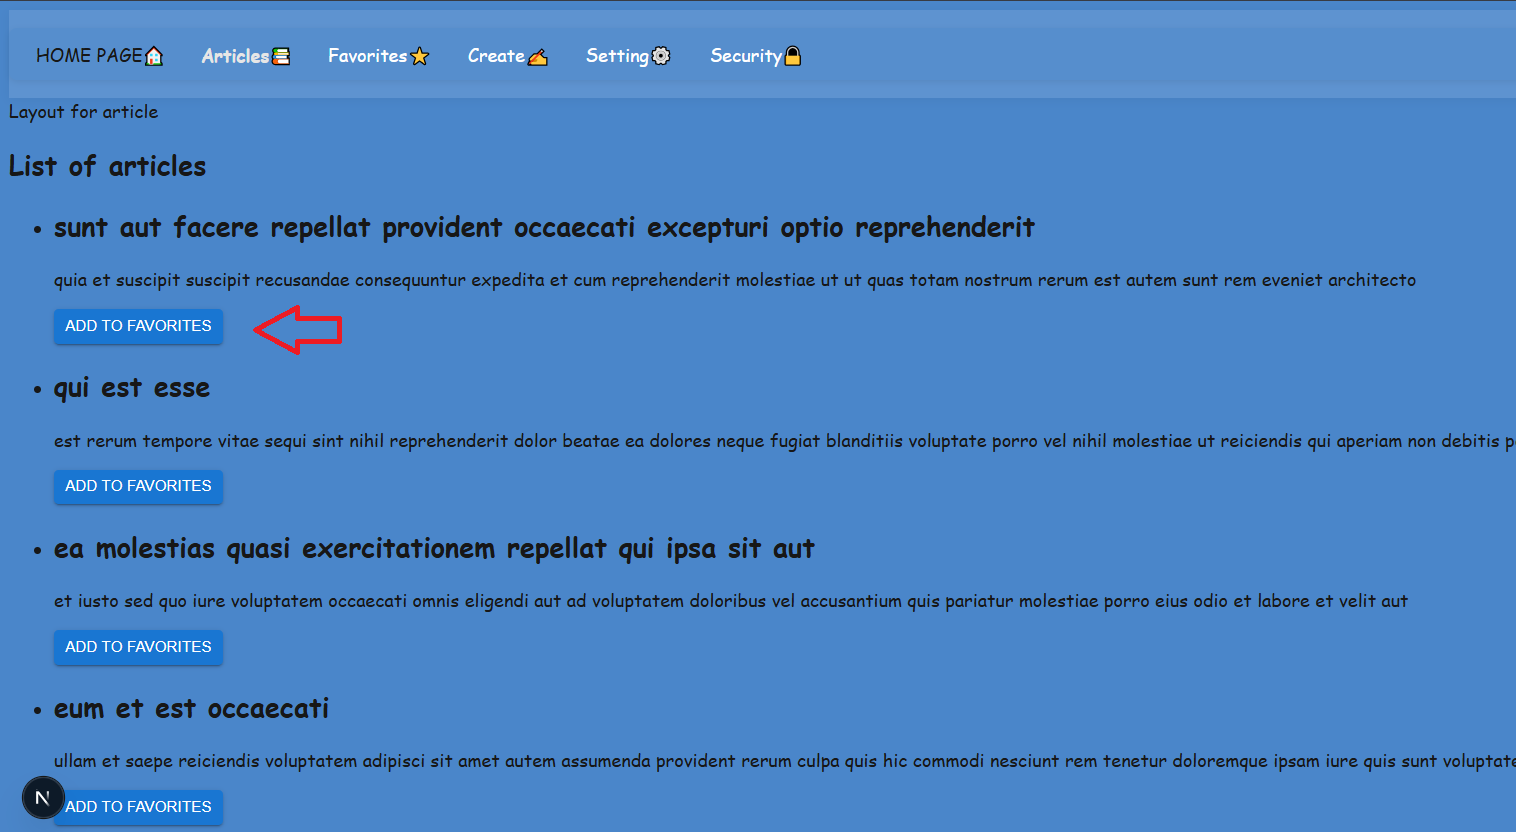 HOME PAGE🏠 Articles📚 Favorites⭐ Create✍ Setting⚙ Security🔒
Layout for article
List of articles
• sunt aut facere repellat provident occaecati excepturi optio reprehenderit
quia et suscipit suscipit recusandae consequuntur expedita et cum reprehenderit molestiae ut ut quas totam nostrum rerum est autem sunt rem eveniet architecto
ADD TO FAVORITES
• qui est esse
est rerum tempore vitae sequi sint nihil reprehenderit dolor beatae ea dolores neque fugiat blanditiis voluptate porro vel nihil molestiae ut reiciendis qui aperiam non debitis
ADD TO FAVORITES
• ea molestias quasi exercitationem repellat qui ipsa sit aut
et iusto sed quo iure voluptatem occaecati omnis eligendi aut ad voluptatem doloribus vel accusantium quis pariatur molestiae porro eius odio et labore et velit aut
ADD TO FAVORITES
• eum et est occaecati
ullam et saepe reiciendis voluptatem adipisci sit amet autem assumenda provident rerum culpa quis hic commodi nesciunt rem tenetur doloremque ipsam iure quis sunt
N
ADD TO FAVORITES